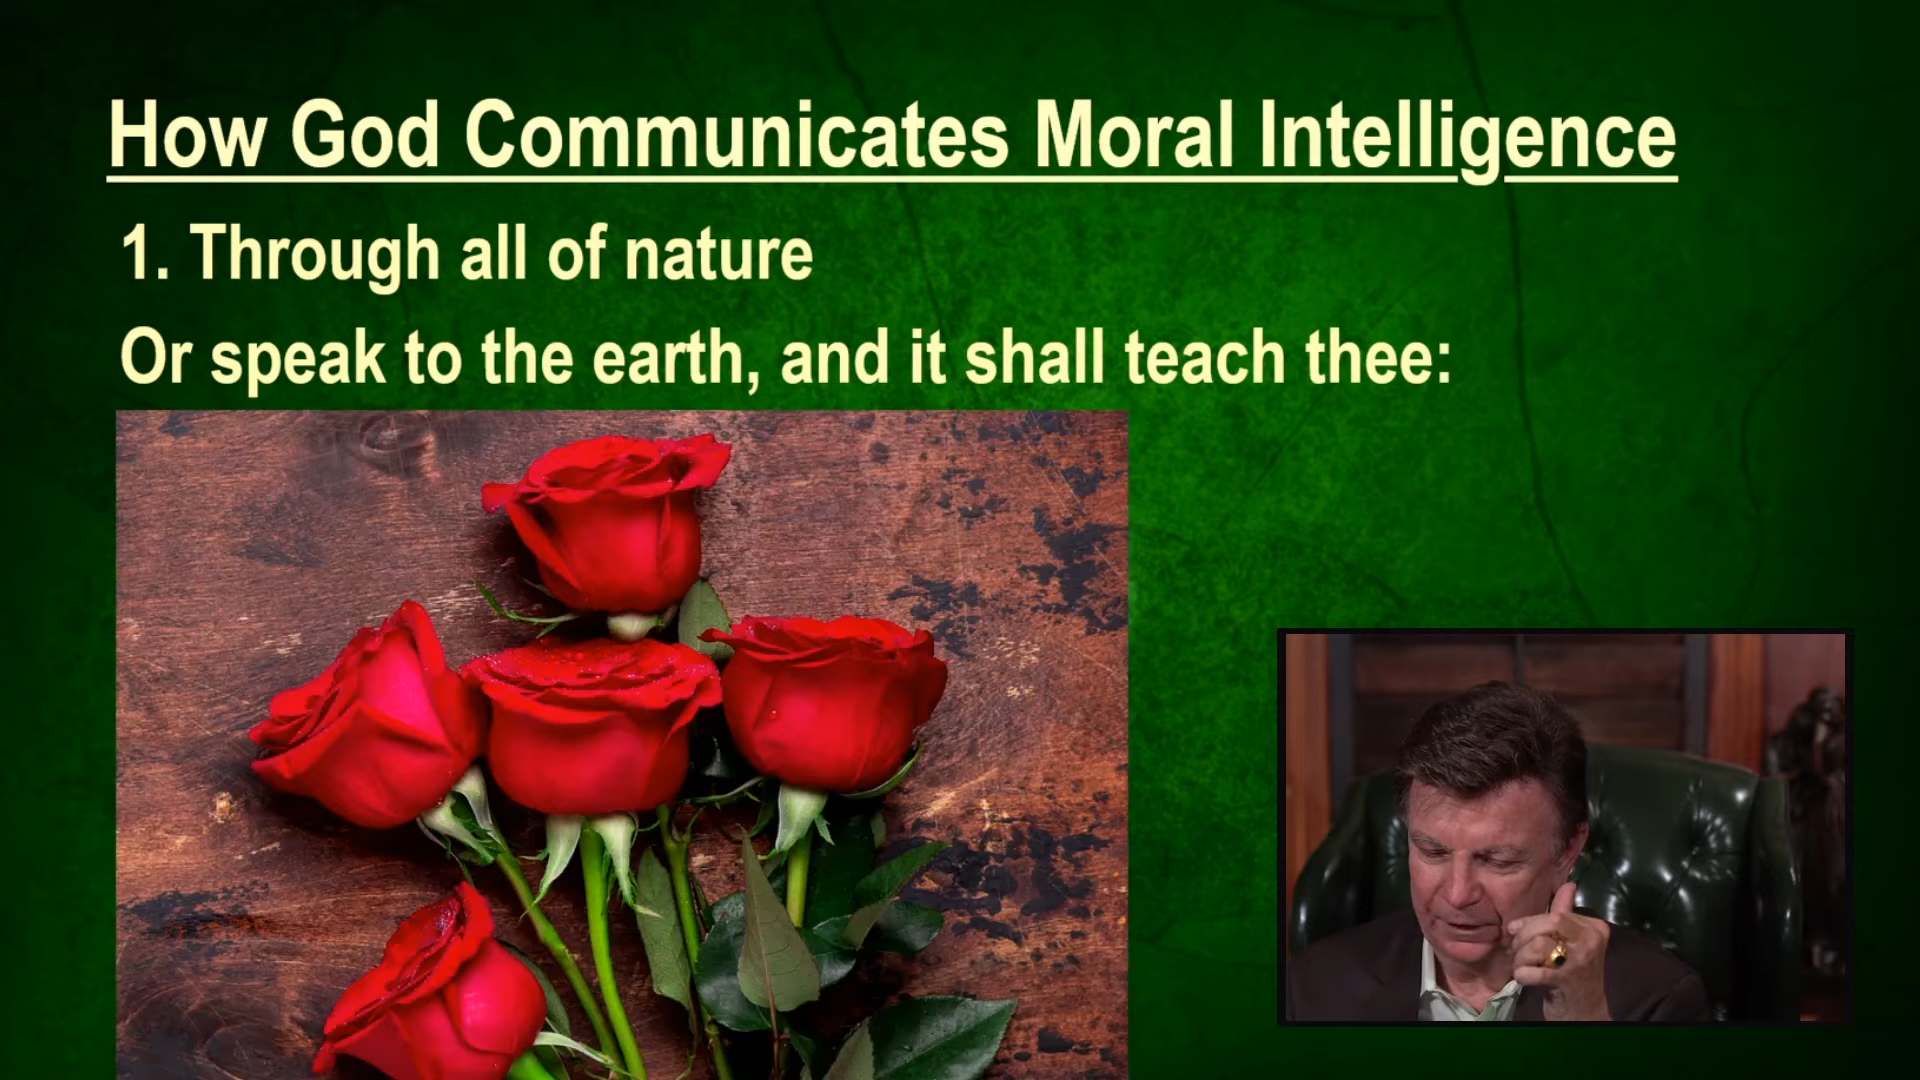 How God Communicates Moral Intelligence
1. Through all of nature
Or speak to the earth, and it shall teach thee: